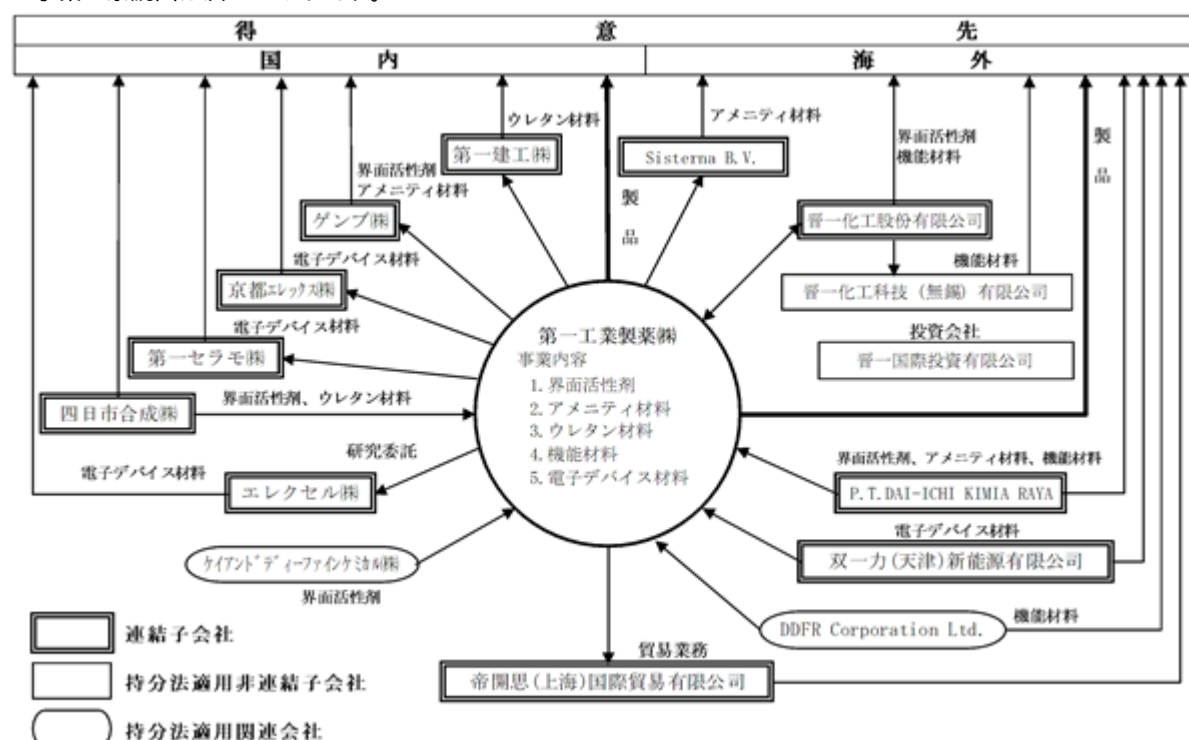 得意先
国内
海外
ウレタン材料
アメニティ材料
第一建工㈱
Sisterna B.V.
界面活性剤
機能材料
製品
界面活性剤
アメニティ材料
製品
ゲンブ㈱
晋一化工股份有限公司
電子デバイス材料
機能材料
京都エレックス㈱
晋一化工科技（無錫）有限公司
電子デバイス材料
第一工業製薬㈱
投資会社
第一セラモ㈱
事業内容
晋一国際投資有限公司
1.界面活性剤
2.アメニティ材料
3.ウレタン材料
4.機能材料
5.電子デバイス材料
界面活性剤、ウレタン材料
四日市合成㈱
研究委託
界面活性剤、アメニティ材料、機能材料
電子デバイス材料
エレクセル㈱
P.T.DAI-ICHI KIMIA RAYA
電子デバイス材料
ケイアンドディーファインケミカル㈱
双一力(天津)新能源有限公司
界面活性剤
機能材料
DDFR Corporation Ltd.
連結子会社
貿易業務
帝開思(上海)国際貿易有限公司
持分法適用非連結子会社
持分法適用関連会社